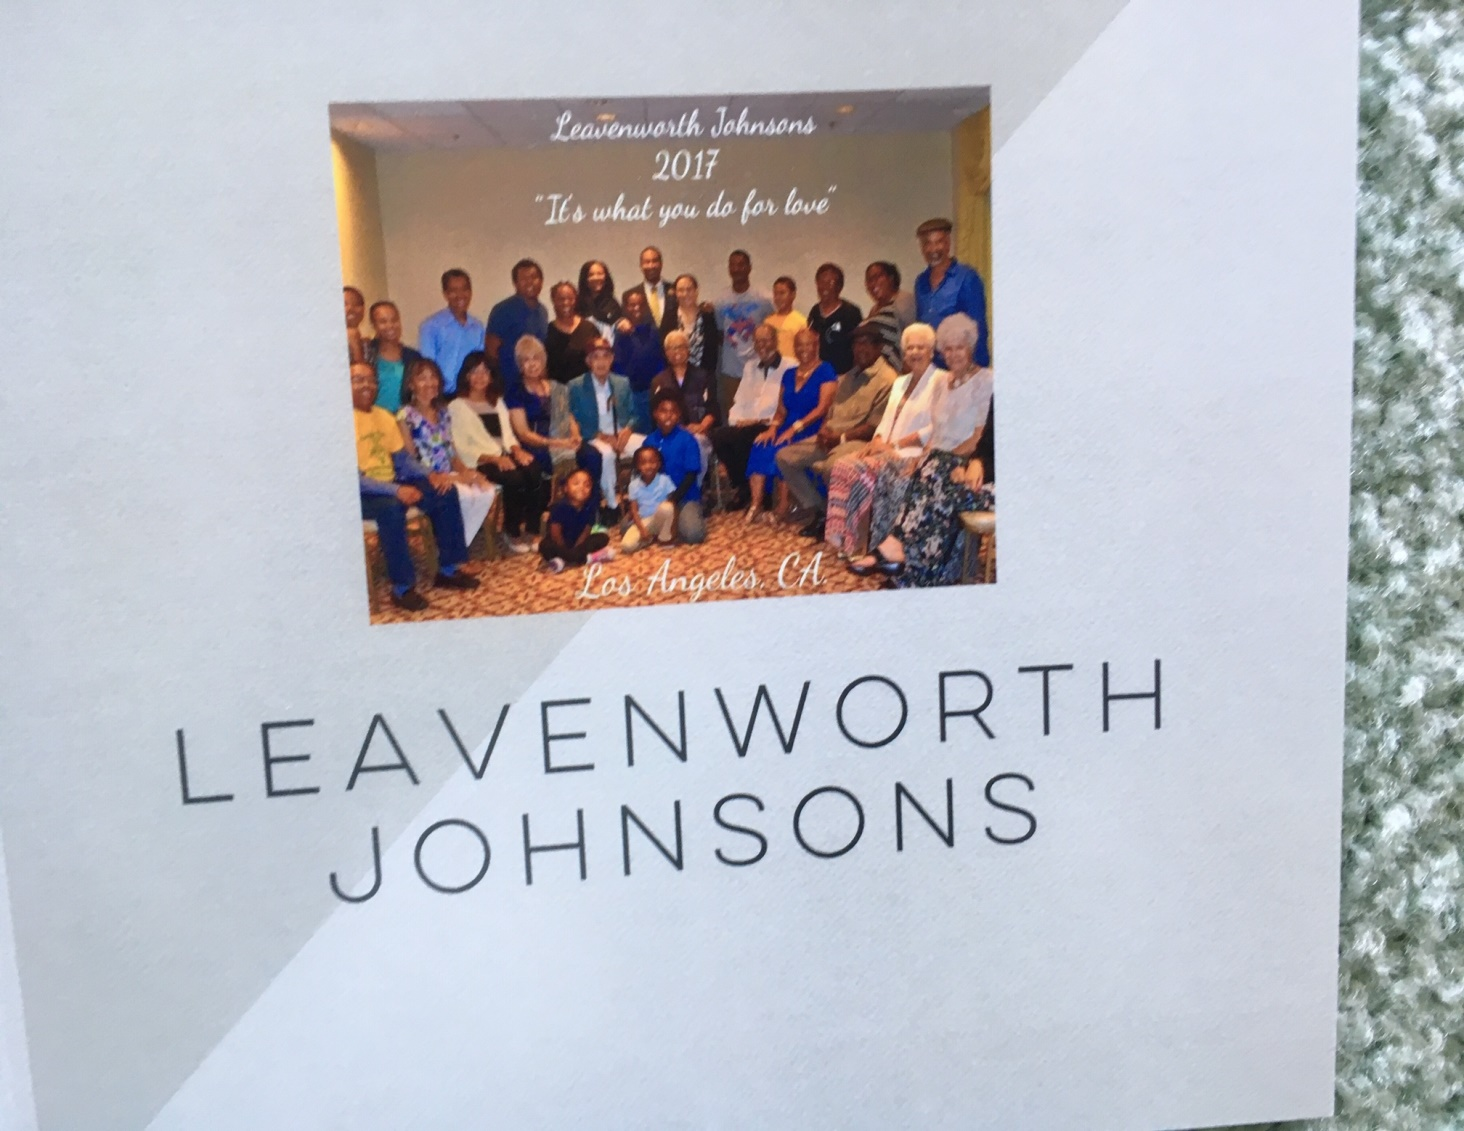 Leavenworth Johnsons
2017
"It's what you do for love"
Los Angeles, CA.
LEAVENWORTH
JOHNSONS